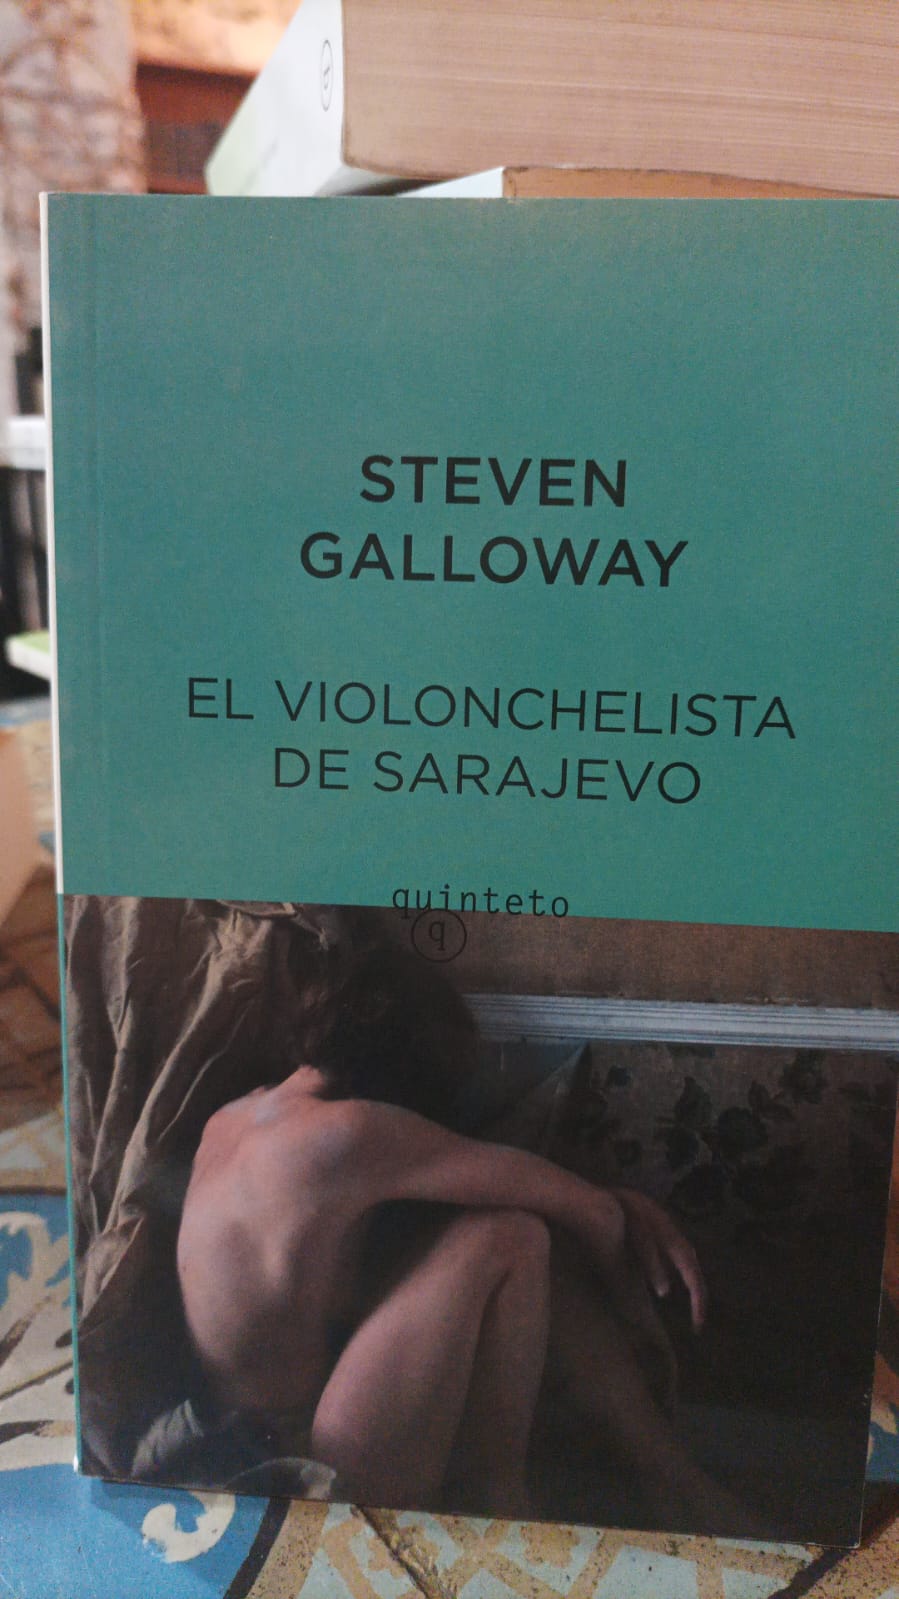 STEVEN
GALLOWAY
EL VIOLONCHELISTA
DE SARAJEVO
quinteto
q